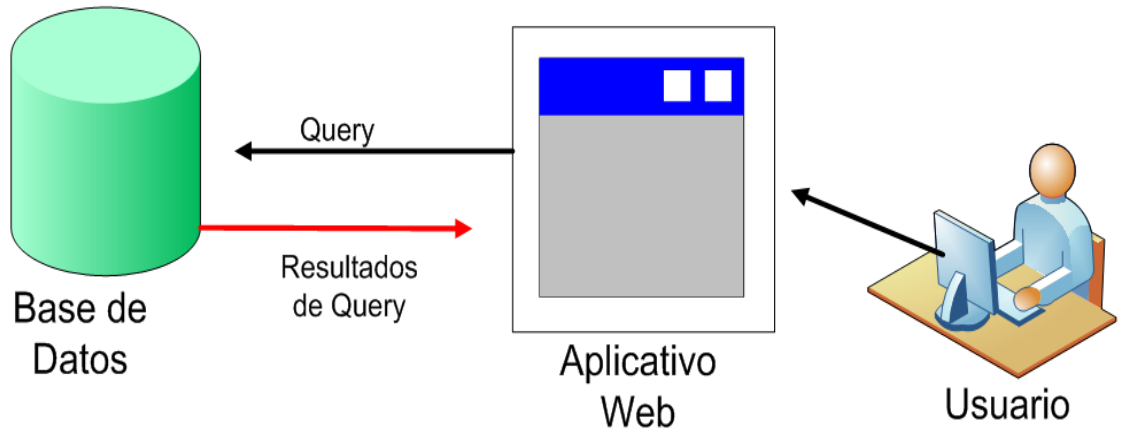 Query
Resultados
de Query
Base de
Datos
Aplicativo
Web
Usuario